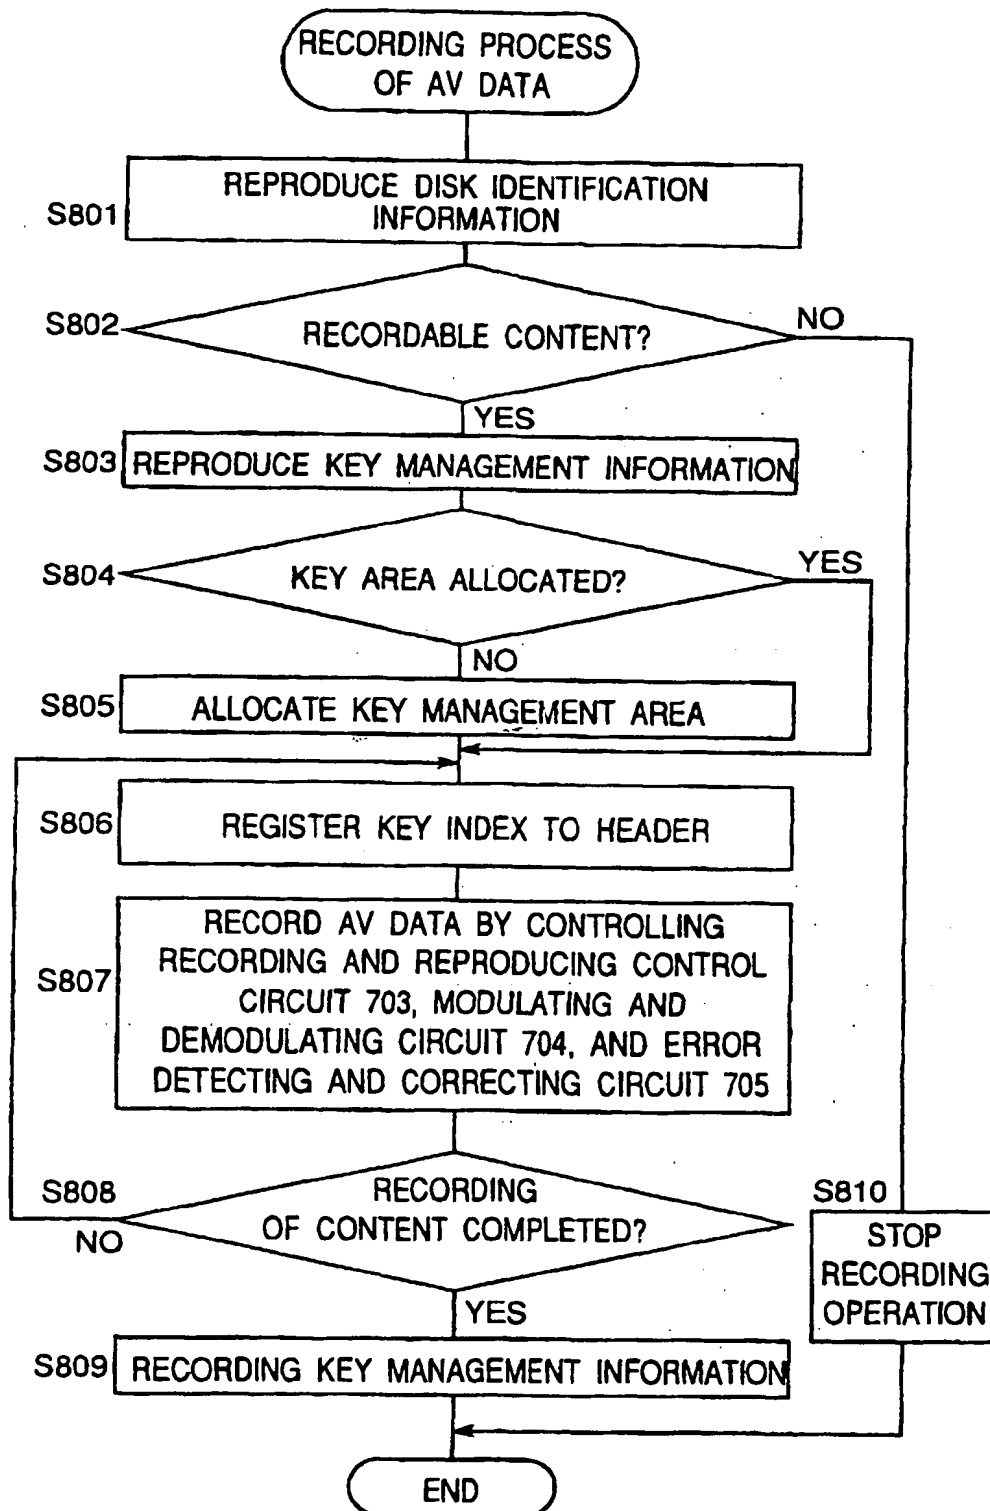 RECORDING PROCESS
OF AV DATA
REPRODUCE DISK IDENTIFICATION
INFORMATION
S801
S802
RECORDABLE CONTENT?
NO
YES
S803
REPRODUCE KEY MANAGEMENT INFORMATION
S804
KEY AREA ALLOCATED?
YES
NO
S805
ALLOCATE KEY MANAGEMENT AREA
S806
REGISTER KEY INDEX TO HEADER
S807
RECORD AV DATA BY CONTROLLING
RECORDING AND REPRODUCING CONTROL
CIRCUIT 703, MODULATING AND
DEMODULATING CIRCUIT 704, AND ERROR
DETECTING AND CORRECTING CIRCUIT 705
S808
RECORDING
OF CONTENT COMPLETED?
NO
YES
S810
STOP
RECORDING
OPERATION
S809
RECORDING KEY MANAGEMENT INFORMATION
END